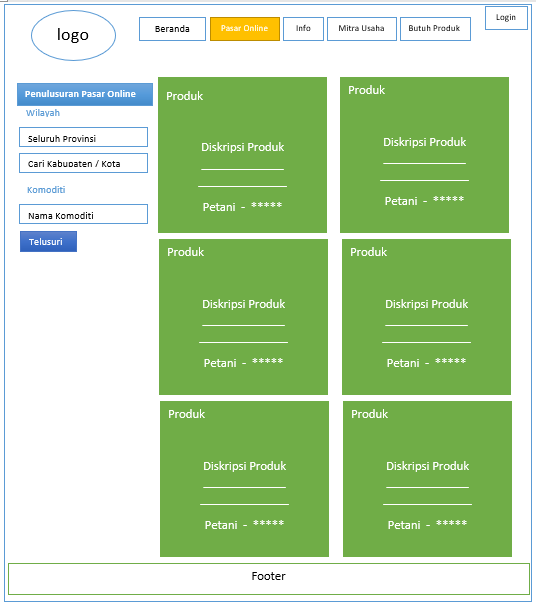 logo
Beranda
Pasar Online
Info
Mitra Usaha
Butuh Produk
Login
Penulusuran Pasar Online
Wilayah
Seluruh Provinsi
Cari Kabupaten / Kota
Komoditi
Nama Komoditi
Telusuri
Produk
Diskripsi Produk
Petani - *****
Produk
Diskripsi Produk
Petani - *****
Produk
Diskripsi Produk
Petani - *****
Produk
Diskripsi Produk
Petani - *****
Produk
Diskripsi Produk
Petani - *****
Produk
Diskripsi Produk
Petani - *****
Footer